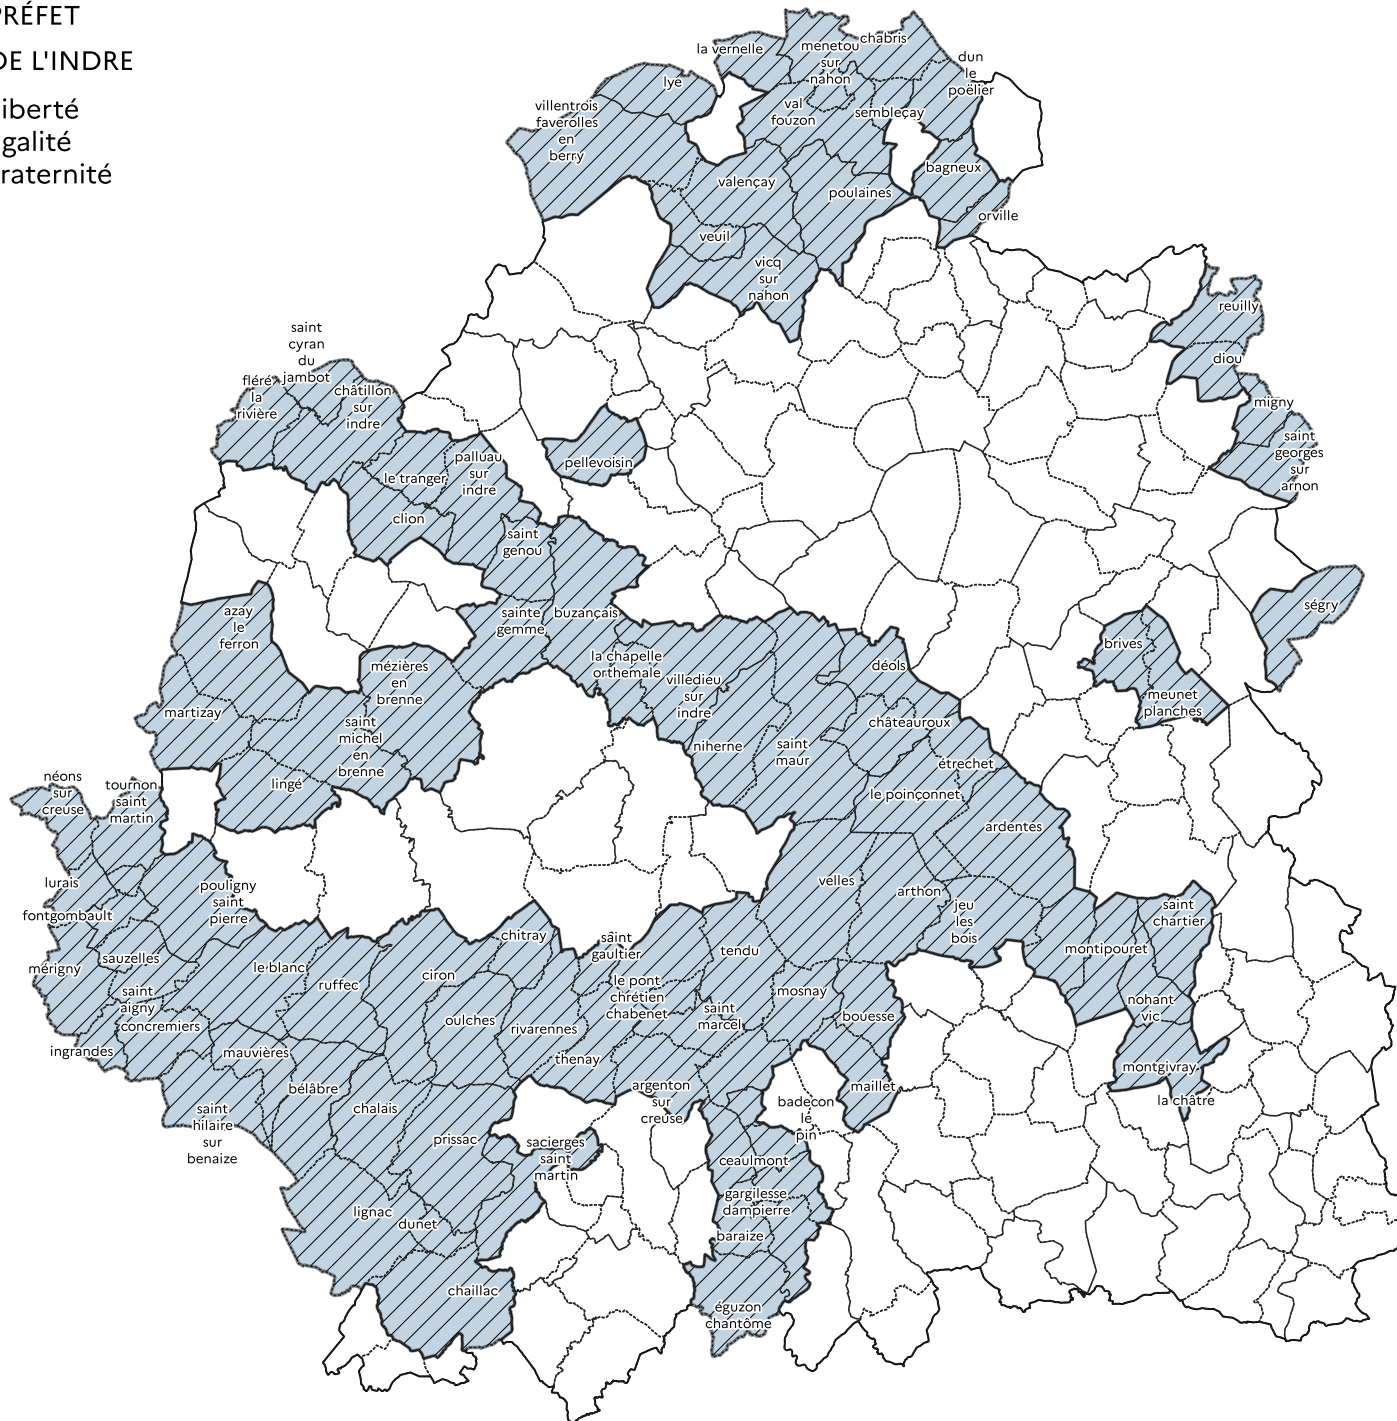 PRÉFET
DE L'INDRE
iberté
galité
raternité
la vernelle
menetou
sur
nahon
chabris
dun
le
poëlier
lye
villentrois
faverolles
en
berry
val
fouzon
sembleçay
valençay
poulaines
bagneux
orville
veuil
vicq
sur
nahon
reuilly
diou
migny
saint
georges
sur
arnon
saint
cyran
du
jambot
fléré
la
rivière
châtillon
sur
indre
le tranger
palluau
sur
indre
pellevoisin
clion
saint
genou
ségry
azay
le
ferron
sainte
gemme
buzançais
brives
mézières
en
brenne
la chapelle
orthemale
villedieu
sur
indre
déols
meunet
planches
martizay
saint
michel
en
brenne
niherne
saint
maur
châteauroux
étrechet
néons
sur
creuse
tournon
saint
martin
lingé
le poinçonnet
ardentes
lurais
pouligny
saint
pierre
velles
arthon
jeu
les
bois
saint
chartier
fontgombault
chitray
saint
gaultier
tendu
montipouret
mérigny
sauzelles
le blanc
ruffec
ciron
le pont
chrétien
chabenet
mosnay
saint
aigny
concremiers
oulches
rivarennes
saint
marcel
bouesse
nohant
vic
ingrandes
mauvières
thenay
montgivray
bélâbre
chalais
argenton
sur
creuse
badecon
le
pin
maillet
la châtre
saint
hilaire
sur
benaize
prissac
sacierges
saint
martin
ceaulmont
gargilesse
dampierre
lignac
dunet
baraize
chaillac
éguzon
chantôme